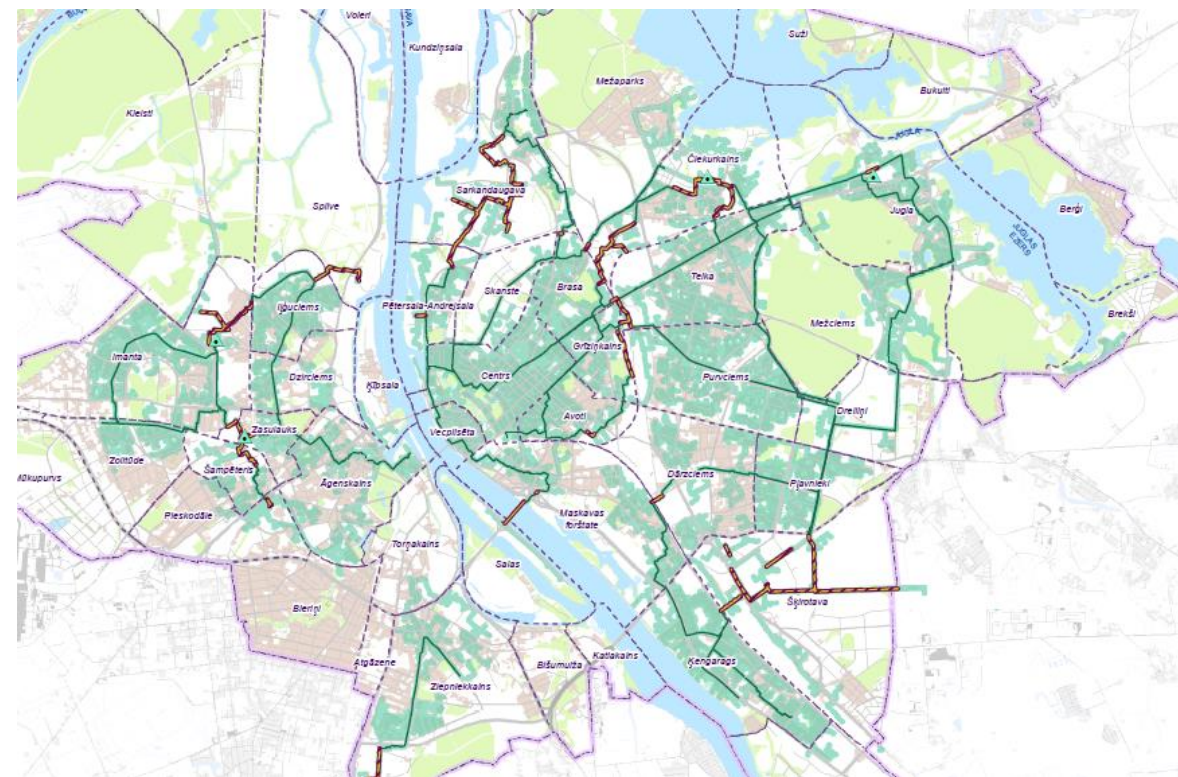 Voleri
Kundziņsala
Suži
Mežaparks
Bukulti
Kleisti
JUGLA
Čiekurkalns
Sarkandaugava
Jugla
Berģi
Spilve
JUGLAS
EZERS
Skanste
Brasa
Teika
Iļģuciems
Pētersala-Andrejsala
Mežciems
Brekši
Imanta
Grīziņkalns
Dzirciems
Ķīpsala
Centrs
Purvciems
Avoti
Dreiliņi
Zasulauks
Vecpilsēta
Zolitūde
Šampēteris
Āgenskalns
Dārzciems
Pļavnieki
Mūkupurvs
Pleskodāle
Maskavas
forštate
Torņakalns
Salas
Bieriņi
Šķirotava
Atgāzene
Bišumuiža
Katlakalns
Ķengarags
Ziepniekkalns